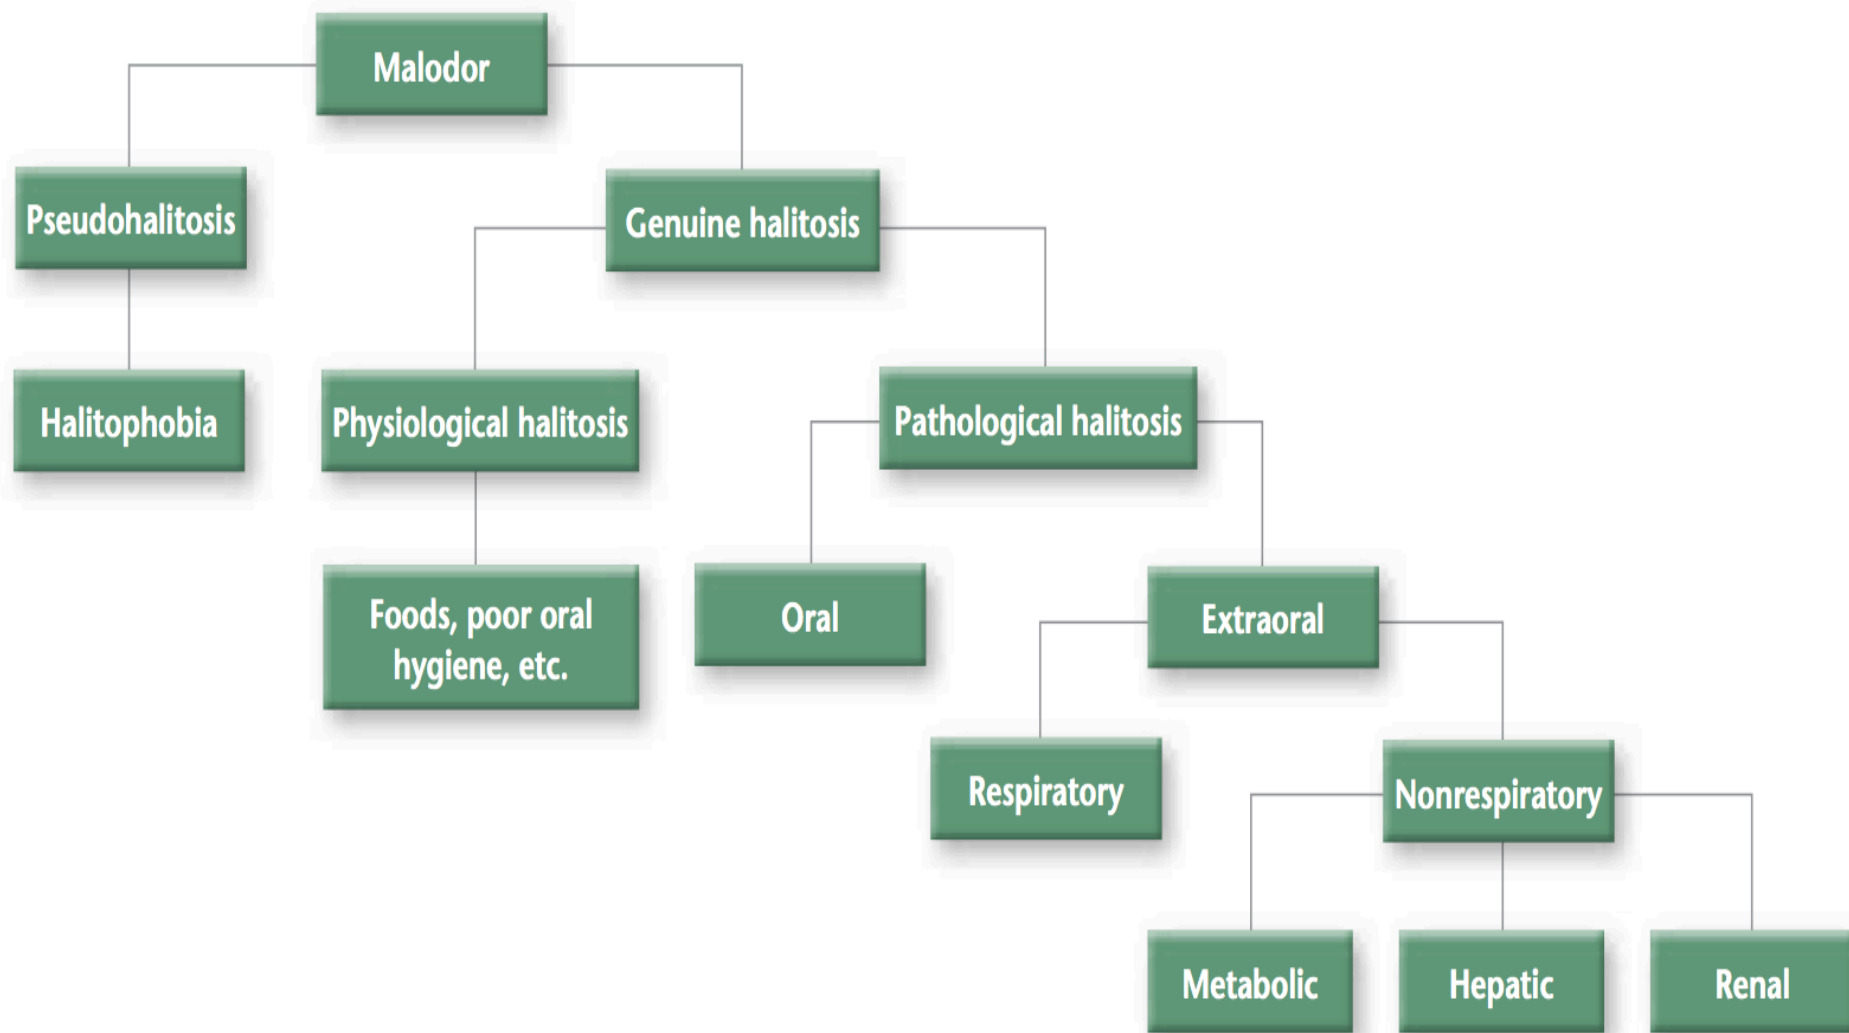 Malodor
Pseudohalitosis
Genuine halitosis
Halitophobia
Physiological halitosis
Pathological halitosis
Foods, poor oral
hygiene, etc.
Oral
Extraoral
Respiratory
Nonrespiratory
Metabolic
Hepatic
Renal